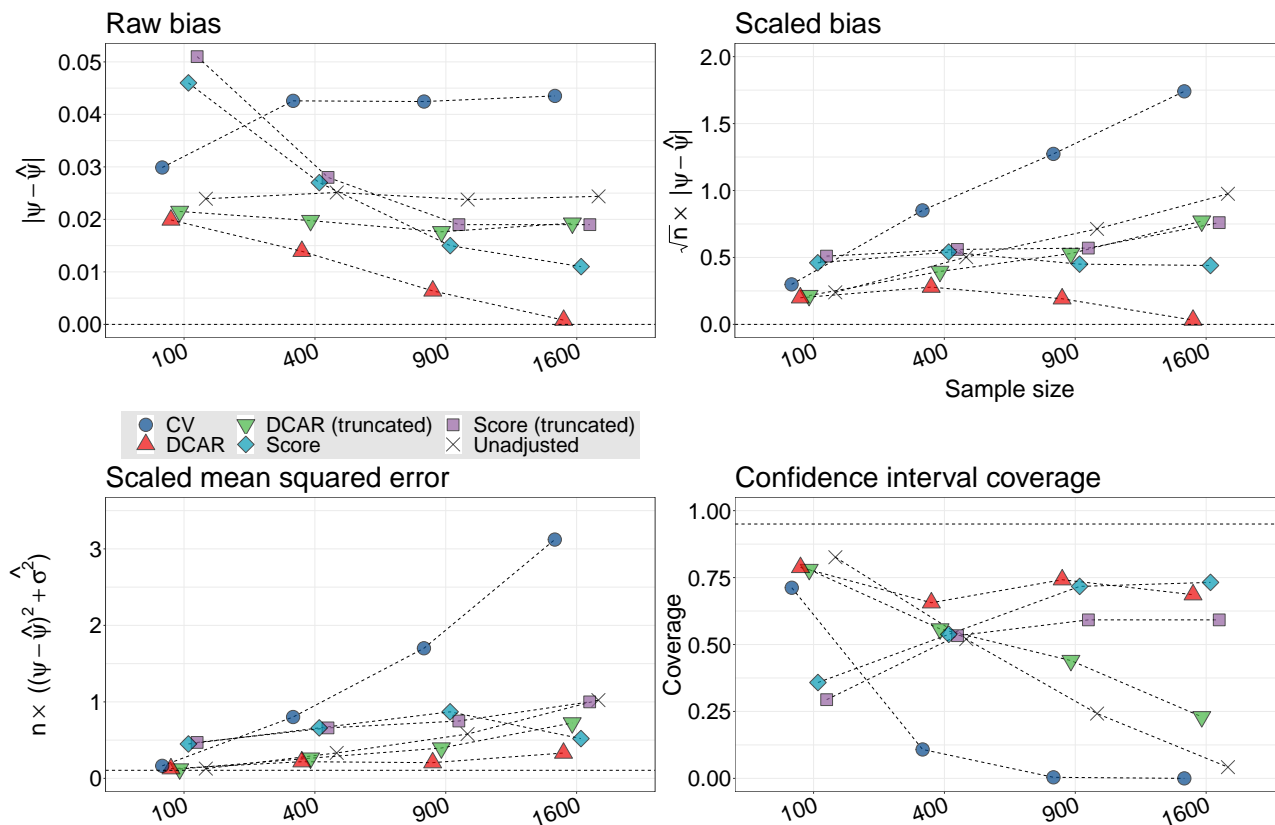 Raw bias
|ψ − ψ̂|
0.05
0.04
0.03
0.02
0.01
0.00
100
400
900
1600
Scaled bias
√n × |ψ − ψ̂|
2.0
1.5
1.0
0.5
0.0
100
400
900
1600
Sample size
CV
DCAR (truncated)
Score (truncated)
DCAR
Score
Unadjusted
Scaled mean squared error
n × ((ψ − ψ̂)² + σ̂²)
3
2
1
0
100
400
900
1600
Confidence interval coverage
Coverage
1.00
0.75
0.50
0.25
0.00
100
400
900
1600